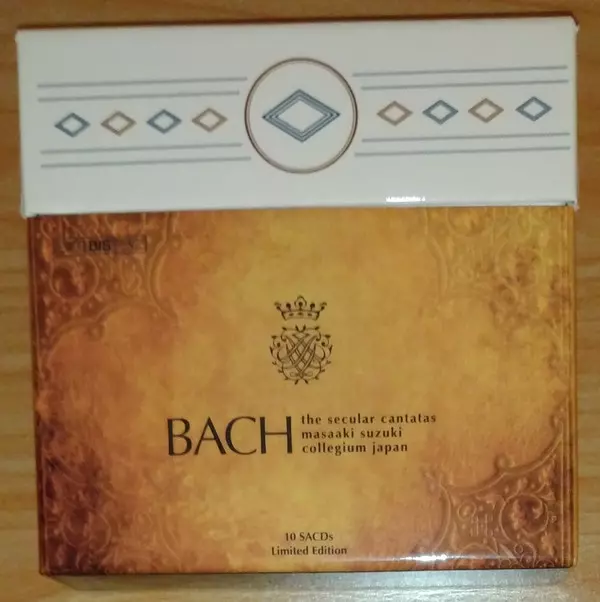 BACH
the secular cantatas
masaaki suzuki
collegium japan
10 SACDs
Limited Edition